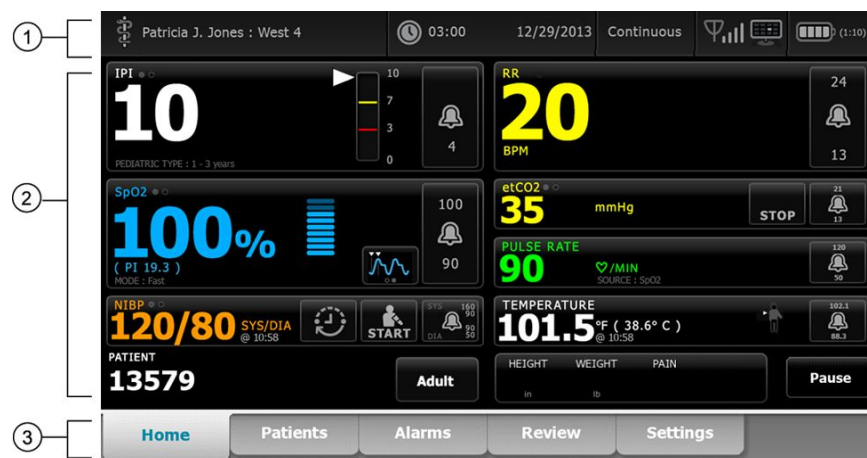 1
Patricia J. Jones : West 4
03:00
12/29/2013
Continuous
(1:10)
2
IPI
10
PEDIATRIC TYPE : 1 - 3 years
10
7
3
0
4
RR
20
BPM
24
13
SpO2
100%
( PI 19.3 )
MODE : Fast
100
90
etCO2
35 mmHg
STOP
21
13
PULSE RATE
90 /MIN
SOURCE : SpO2
120
50
NIBP
120/80 SYS/DIA
@ 10:58
START
SYS 160
90
DIA 90
50
TEMPERATURE
101.5 °F ( 38.6° C )
@ 10:58
102.1
88.3
PATIENT
13579
Adult
HEIGHT WEIGHT PAIN
in lb
Pause
3
Home Patients Alarms Review Settings